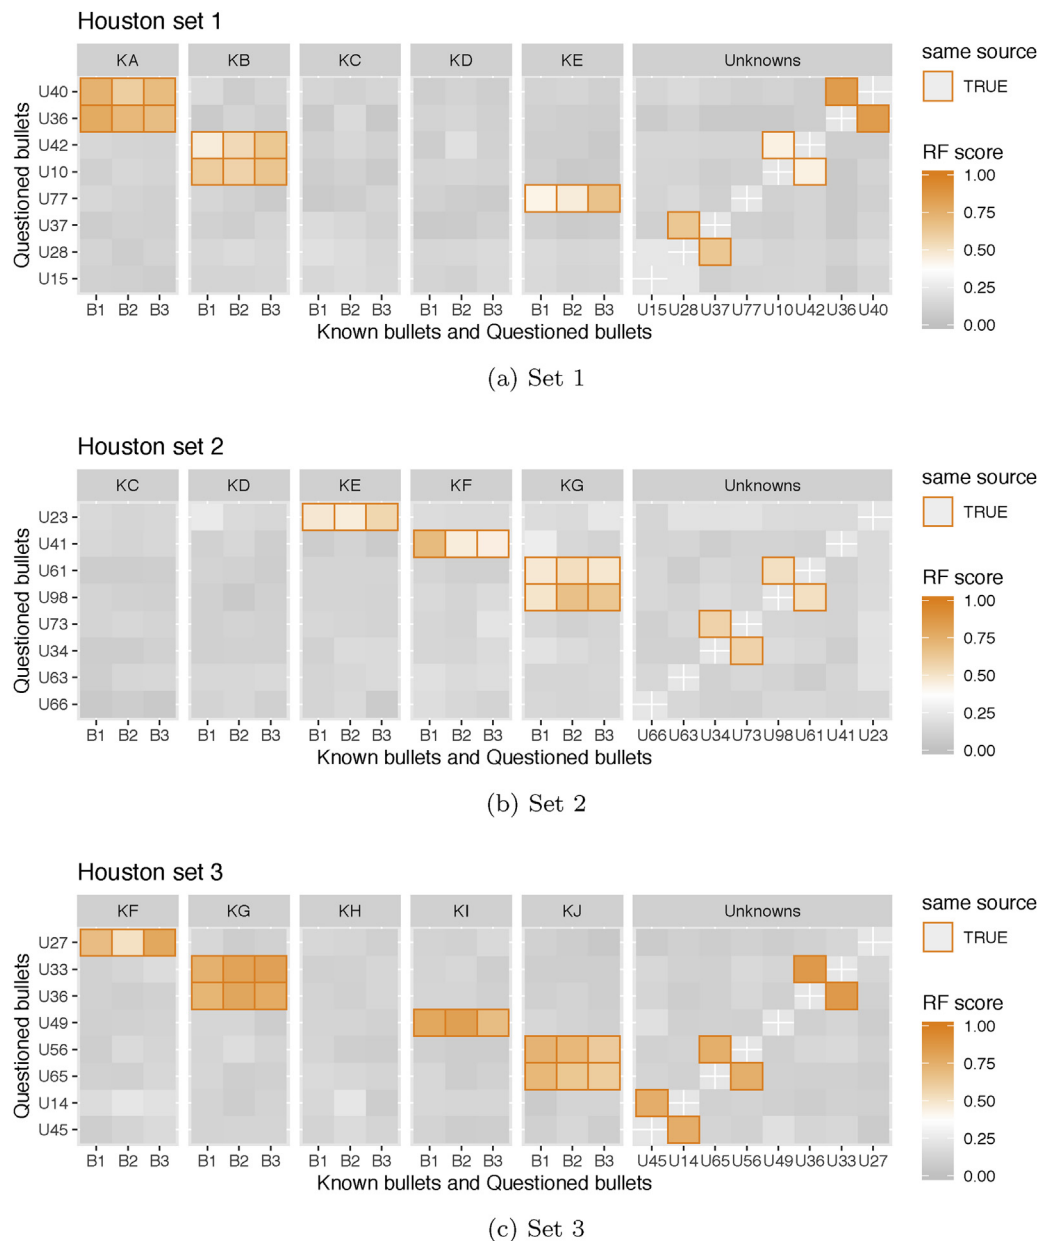 Houston set 1
KA KB KC KD KE Unknowns
same source
TRUE
RF score
1.00
0.75
0.50
0.25
0.00
Questioned bullets
U40
U36
U42
U10
U77
U37
U28
U15
B1 B2 B3 B1 B2 B3 B1 B2 B3 B1 B2 B3 B1 B2 B3 U15 U28 U37 U77 U10 U42 U36 U40
Known bullets and Questioned bullets
(a) Set 1
Houston set 2
KC KD KE KF KG Unknowns
same source
TRUE
RF score
1.00
0.75
0.50
0.25
0.00
Questioned bullets
U23
U41
U61
U98
U73
U34
U63
U66
B1 B2 B3 B1 B2 B3 B1 B2 B3 B1 B2 B3 B1 B2 B3 U66 U63 U34 U73 U98 U61 U41 U23
Known bullets and Questioned bullets
(b) Set 2
Houston set 3
KF KG KH KI KJ Unknowns
same source
TRUE
RF score
1.00
0.75
0.50
0.25
0.00
Questioned bullets
U27
U33
U36
U49
U56
U65
U14
U45
B1 B2 B3 B1 B2 B3 B1 B2 B3 B1 B2 B3 B1 B2 B3 U45 U14 U65 U56 U49 U36 U33 U27
Known bullets and Questioned bullets
(c) Set 3